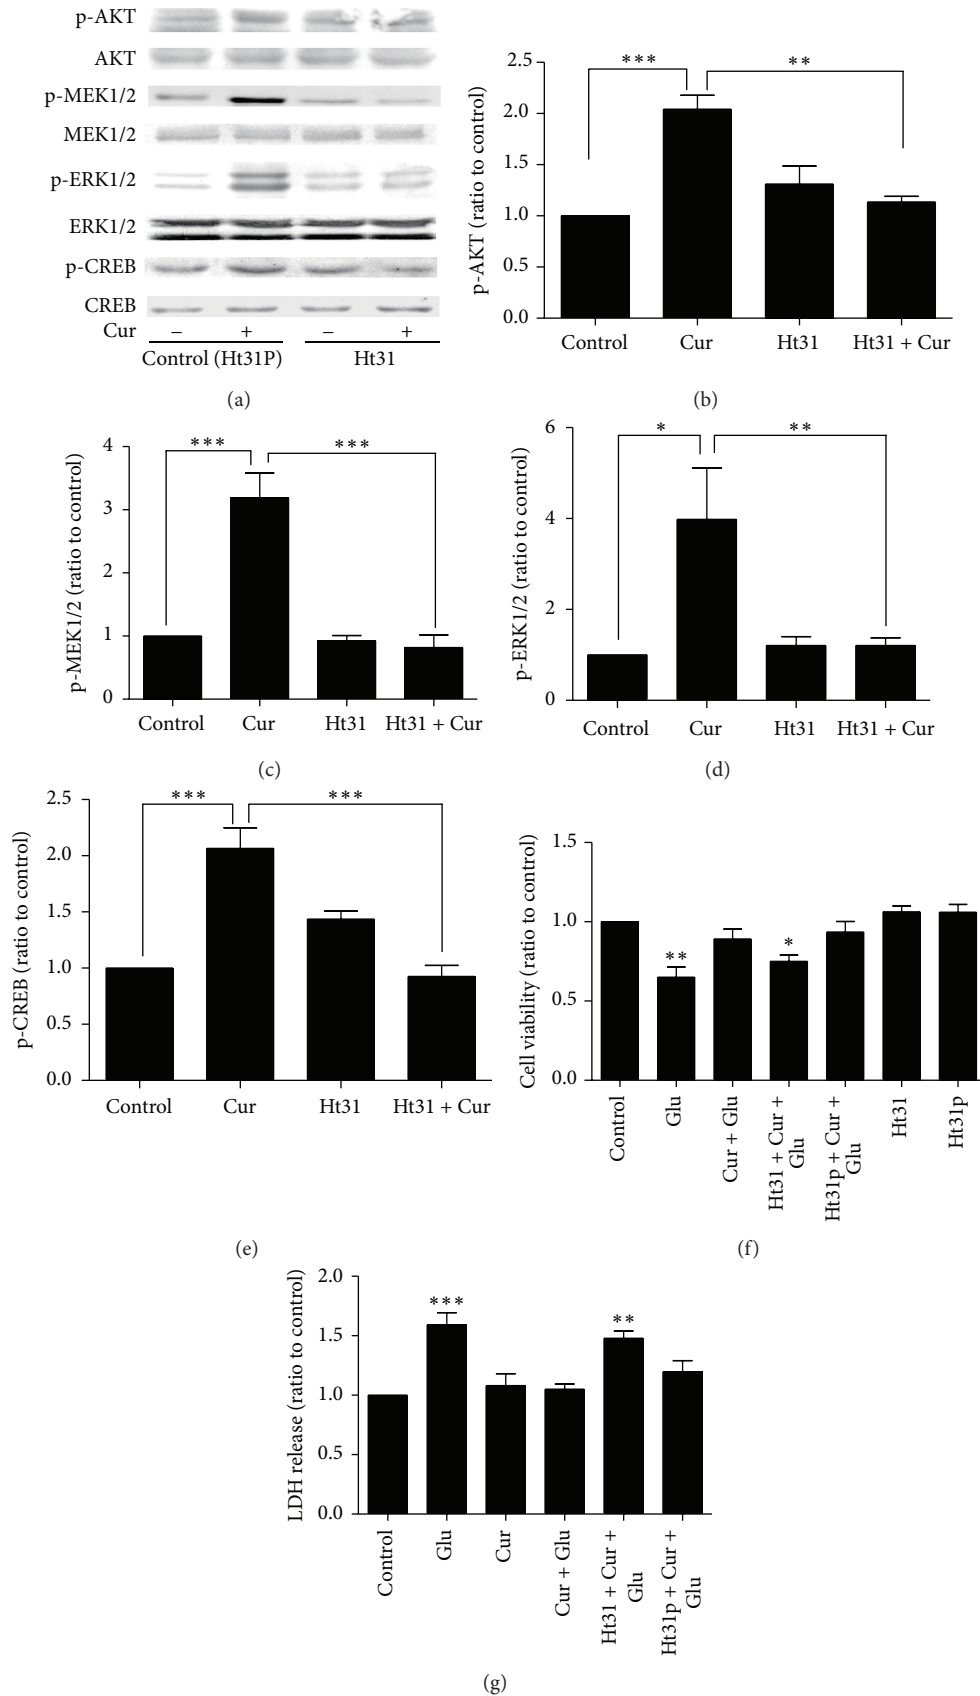 p-AKT
AKT
p-MEK1/2
MEK1/2
p-ERK1/2
ERK1/2
p-CREB
CREB
Cur − + − +
Control (Ht31P) Ht31
(a)
p-AKT (ratio to control)
2.5
2.0
1.5
1.0
0.5
0.0
*** **
Control Cur Ht31 Ht31 + Cur
(b)
p-MEK1/2 (ratio to control)
4
3
2
1
0
*** ***
Control Cur Ht31 Ht31 + Cur
(c)
p-ERK1/2 (ratio to control)
6
4
2
0
* **
Control Cur Ht31 Ht31 + Cur
(d)
p-CREB (ratio to control)
2.5
2.0
1.5
1.0
0.5
0.0
*** ***
Control Cur Ht31 Ht31 + Cur
(e)
Cell viability (ratio to control)
1.5
1.0
0.5
0.0
** *
Control
Glu
Cur + Glu
Ht31 + Cur +
Glu
Ht31p + Cur +
Glu
Ht31
Ht31p
(f)
LDH release (ratio to control)
2.0
1.5
1.0
0.5
0.0
*** **
Control
Glu
Cur
Cur + Glu
Ht31 + Cur +
Glu
Ht31p + Cur +
Glu
(g)